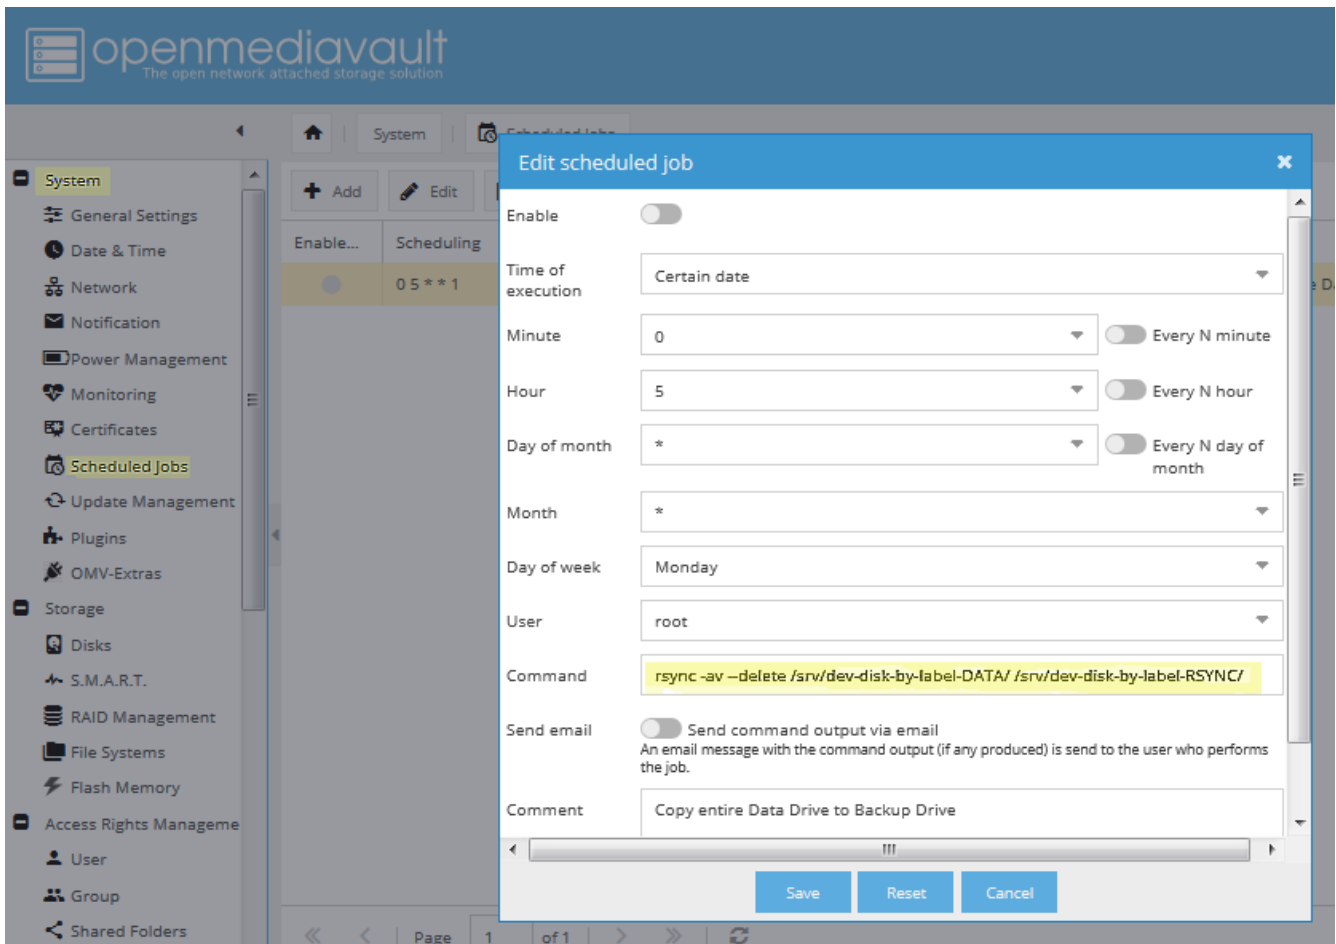 openmediavault
The open network attached storage solution
System
Scheduled Jobs
System
General Settings
Date & Time
Network
Notification
Power Management
Monitoring
Certificates
Scheduled Jobs
Update Management
Plugins
OMV-Extras
Storage
Disks
S.M.A.R.T.
RAID Management
File Systems
Flash Memory
Access Rights Manageme
User
Group
Shared Folders
Add
Edit
Enable...
Scheduling
0 5 * * 1
e Da
Page 1 of 1
Edit scheduled job
Enable
Time of
execution
Certain date
Minute
0
Every N minute
Hour
5
Every N hour
Day of month
*
Every N day of
month
Month
*
Day of week
Monday
User
root
Command
rsync -av --delete /srv/dev-disk-by-label-DATA/ /srv/dev-disk-by-label-RSYNC/
Send email
Send command output via email
An email message with the command output (if any produced) is send to the user who performs
the job.
Comment
Copy entire Data Drive to Backup Drive
Save
Reset
Cancel